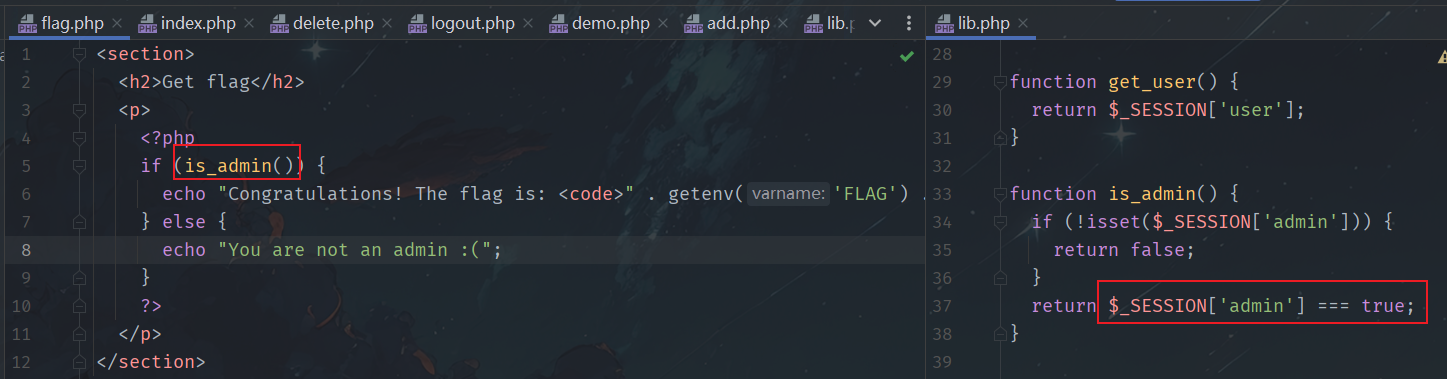 flag.php index.php delete.php logout.php demo.php add.php lib.p
1 <section>
2 <h2>Get flag</h2>
3 <p>
4 <?php
5 if (is_admin()) {
6 echo "Congratulations! The flag is: <code>" . getenv( varname: 'FLAG') .
7 } else {
8 echo "You are not an admin :(";
9 }
10 ?>
11 </p>
12 </section>
lib.php
28
29 function get_user() {
30 return $_SESSION['user'];
31 }
32
33 function is_admin() {
34 if (!isset($_SESSION['admin'])) {
35 return false;
36 }
37 return $_SESSION['admin'] === true;
38 }
39